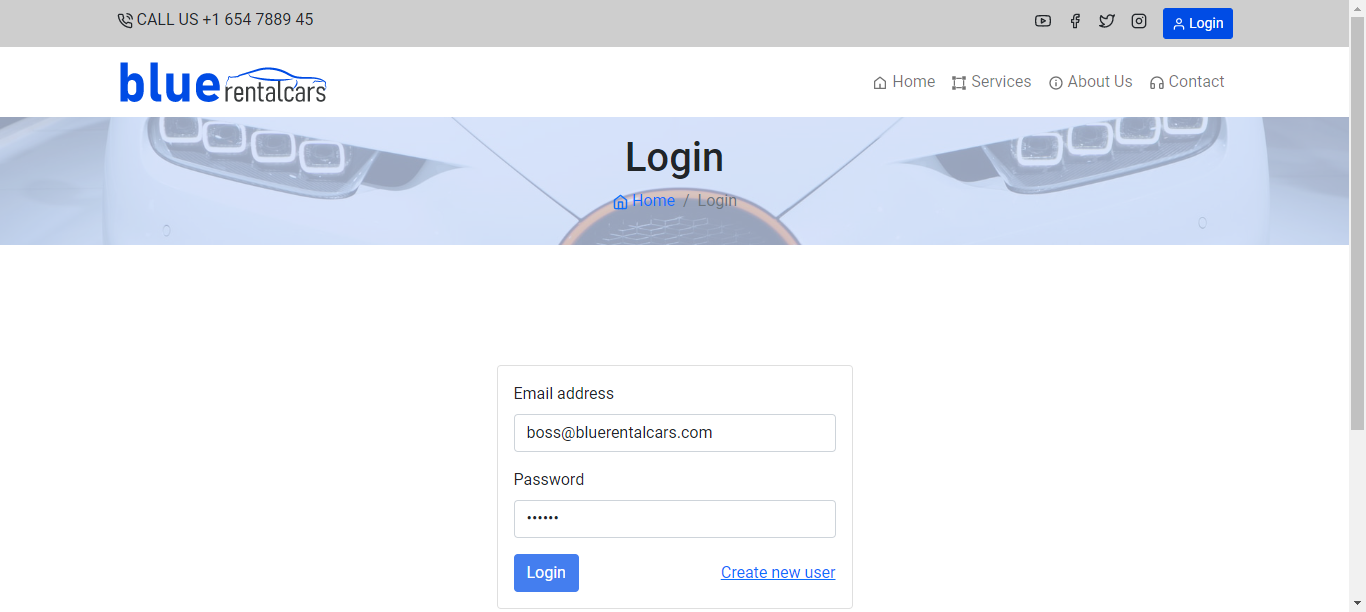 CALL US +1 654 7889 45
Login
blue rentalcars
Home Services About Us Contact
Login
Home / Login
Email address
boss@bluerentalcars.com
Password
••••••
Login Create new user